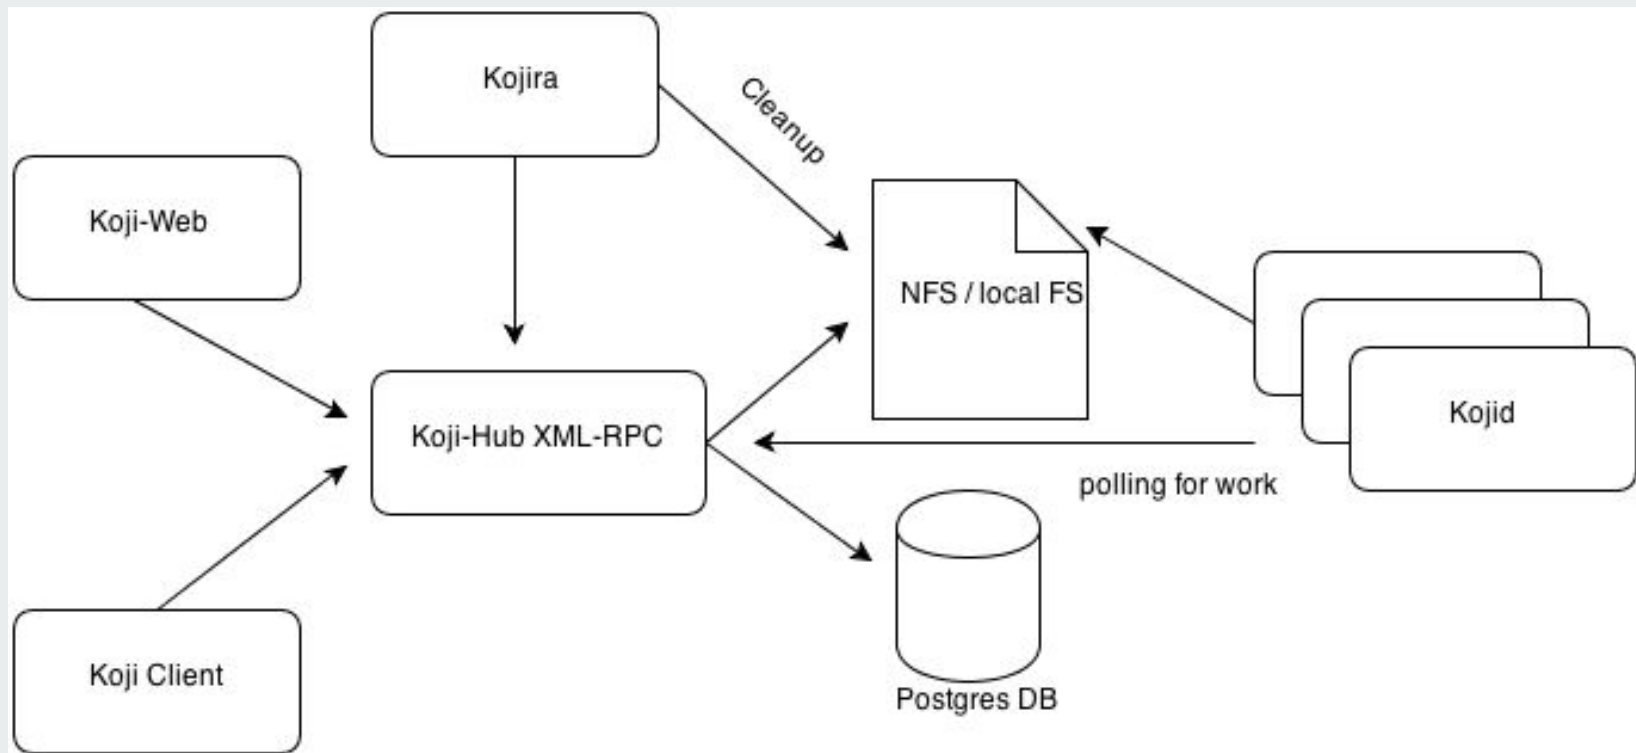 Kojira
Cleanup
Koji-Web
NFS / local FS
Kojid
Koji-Hub XML-RPC
polling for work
Koji Client
Postgres DB